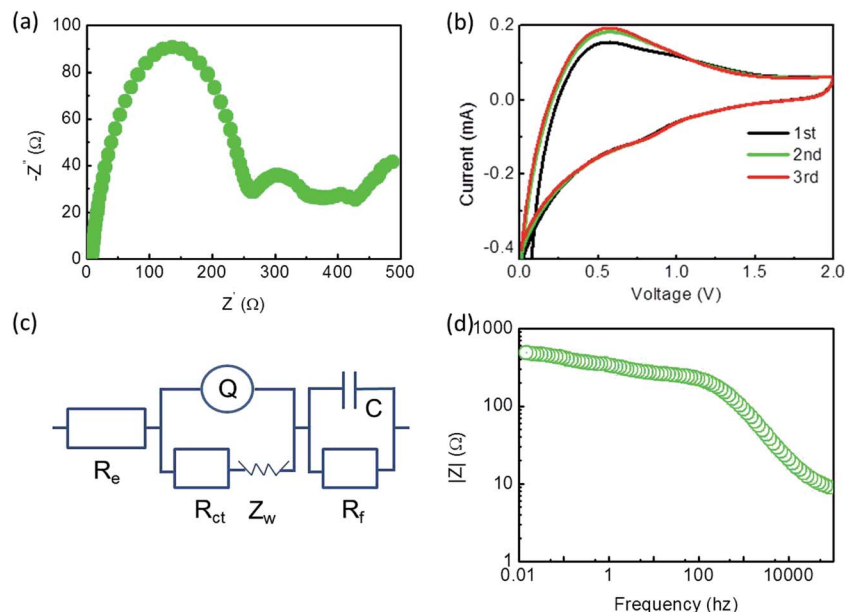 (a)
-Z" (Ω)
100
80
60
40
20
0
0 100 200 300 400 500
Z' (Ω)
(b)
Current (mA)
0.2
0.0
-0.2
-0.4
1st
2nd
3rd
0.0 0.5 1.0 1.5 2.0
Voltage (V)
(c)
Q
C
Re
Rct
Zw
Rf
(d)
|Z| (Ω)
1000
100
10
1
0.01 1 100 10000
Frequency (hz)